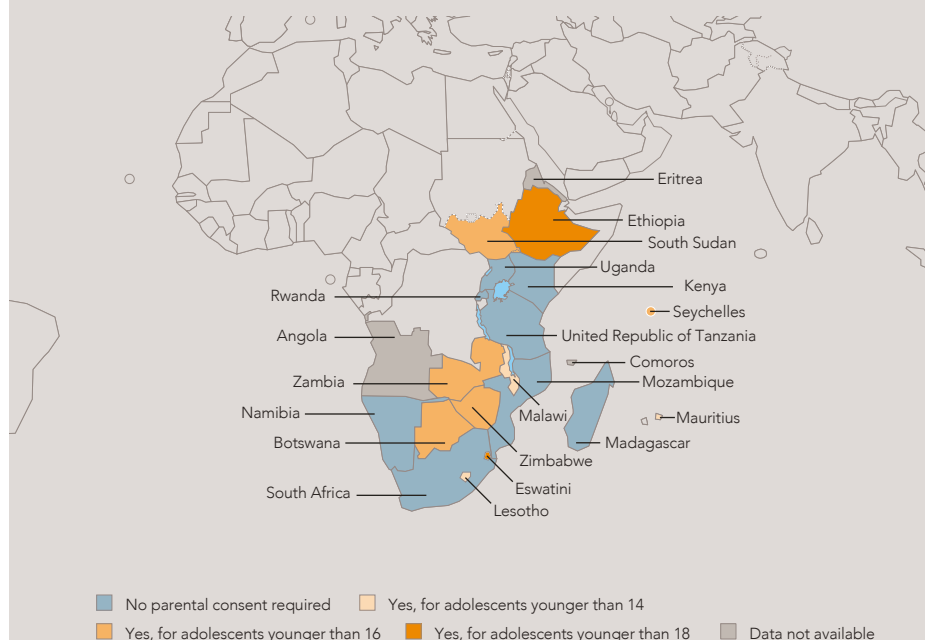 Eritrea
Ethiopia
South Sudan
Uganda
Kenya
Rwanda
Seychelles
Angola
United Republic of Tanzania
Comoros
Zambia
Mozambique
Namibia
Malawi
Mauritius
Botswana
Madagascar
Zimbabwe
South Africa
Eswatini
Lesotho
No parental consent required
Yes, for adolescents younger than 14
Yes, for adolescents younger than 16
Yes, for adolescents younger than 18
Data not available